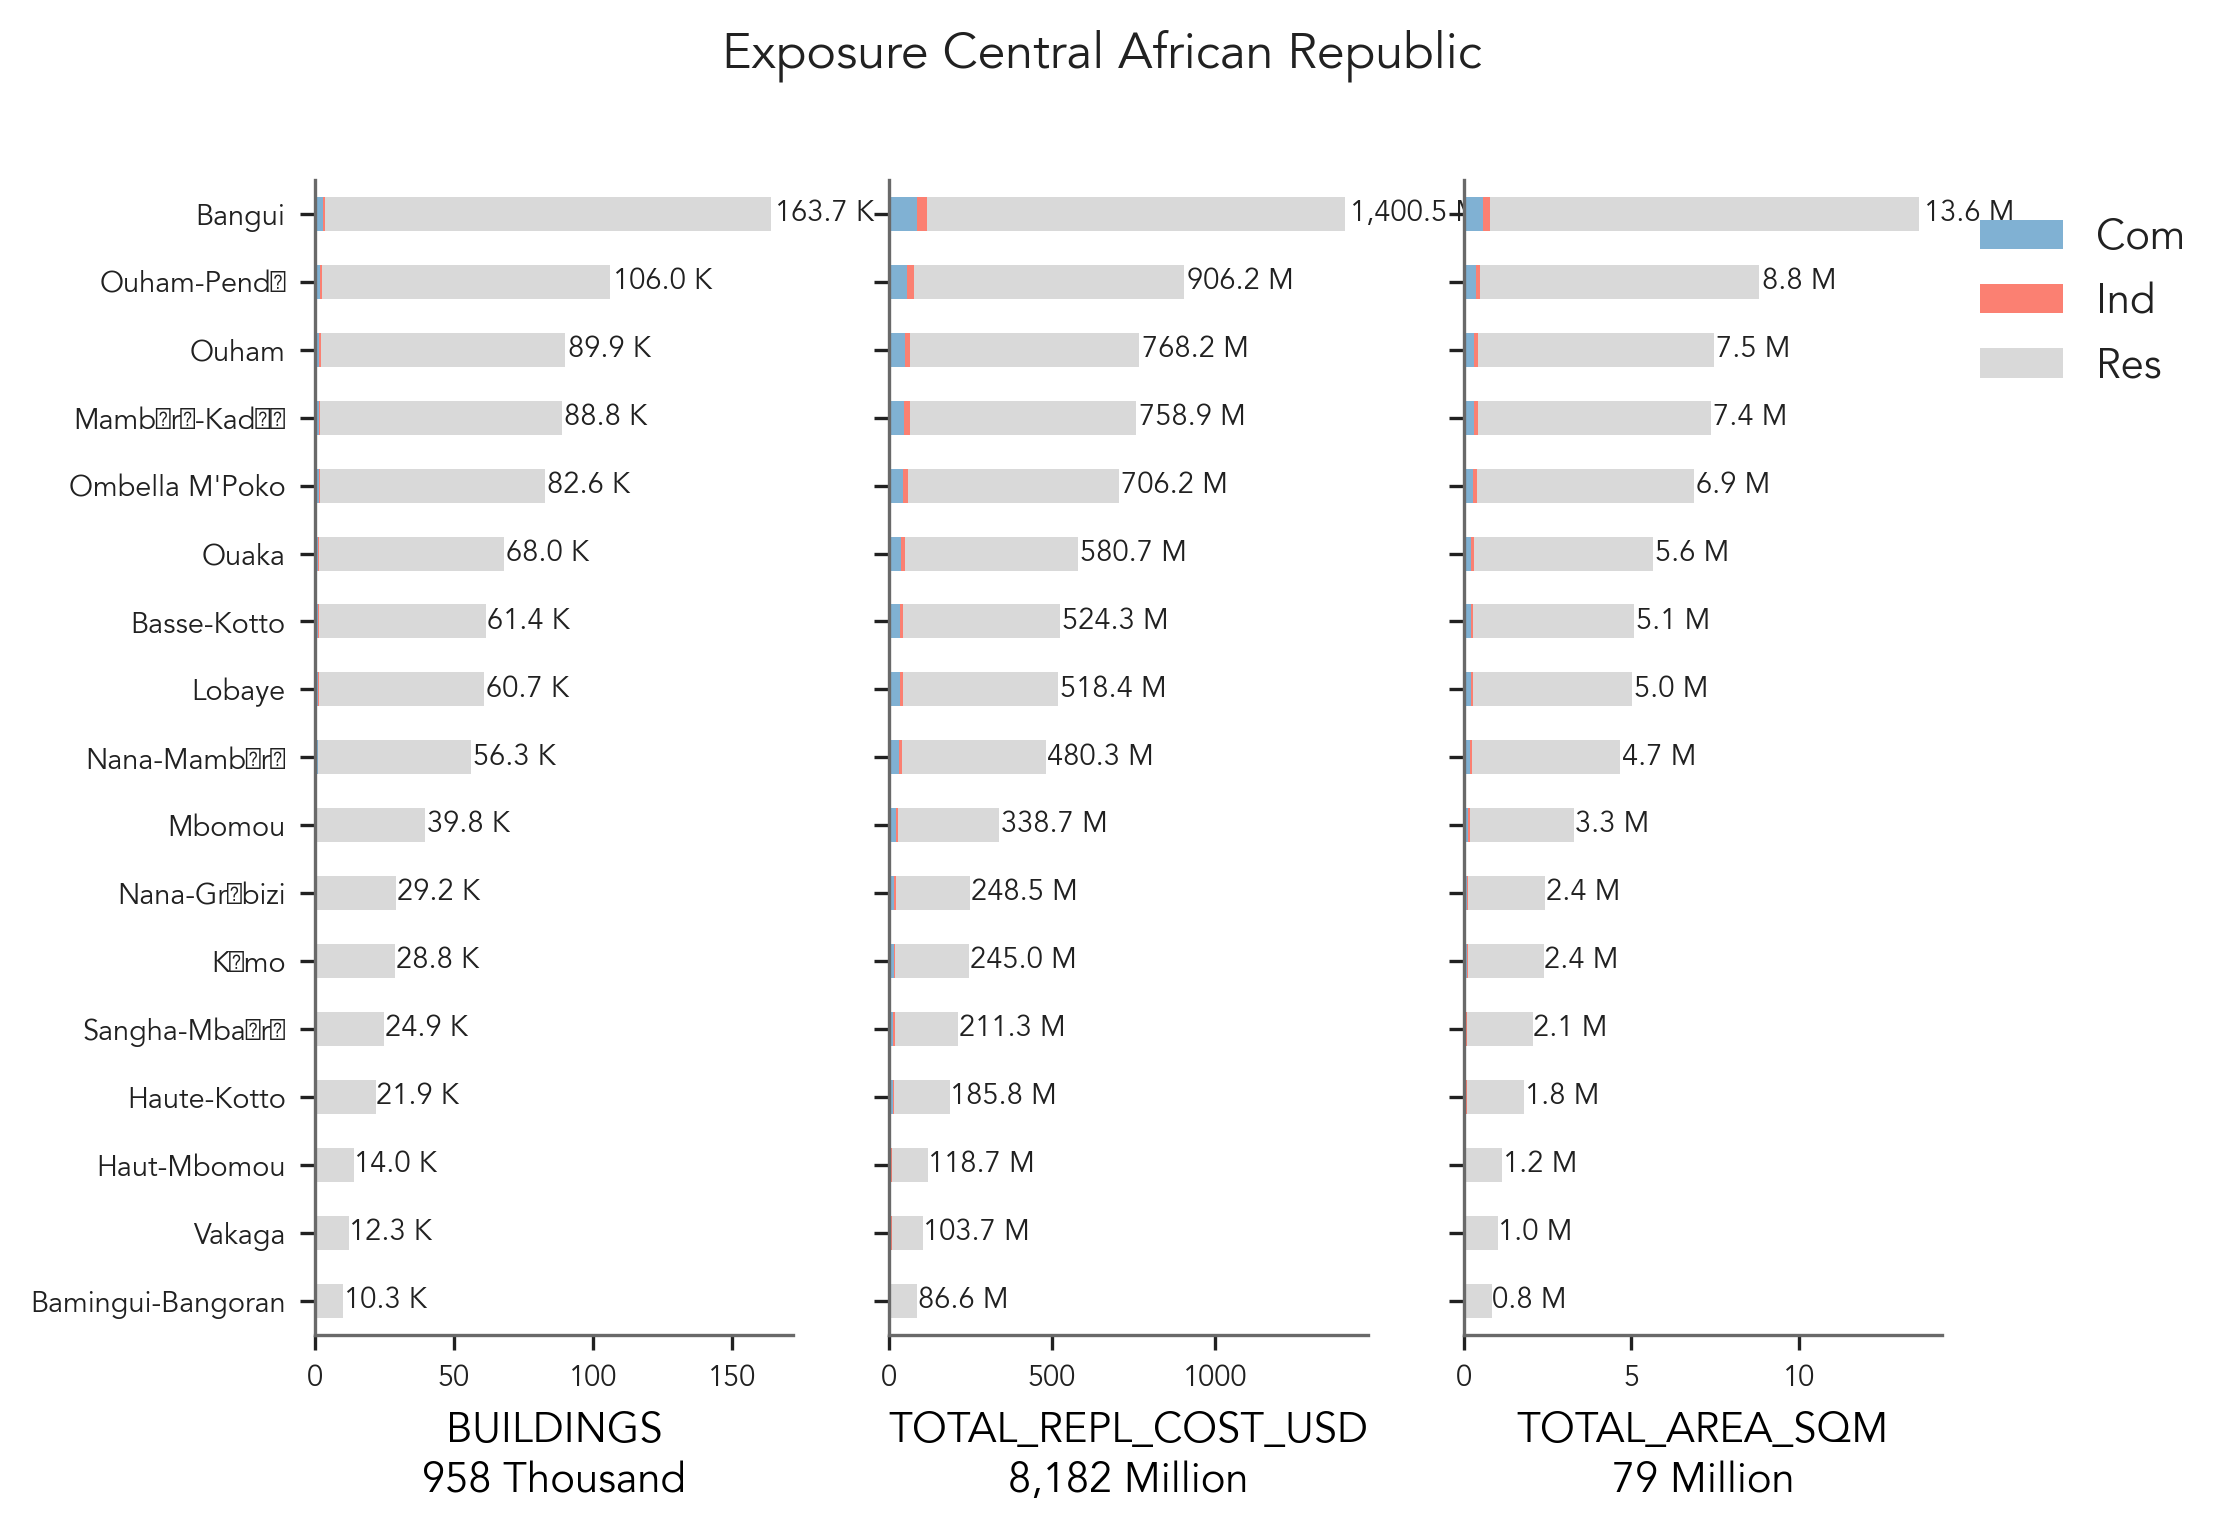 Exposure Central African Republic
Bangui 163.7 K 1,400.5 M 13.6 M
Ouham-Pend� 106.0 K 906.2 M 8.8 M
Ouham 89.9 K 768.2 M 7.5 M
Mamb�r�-Kad�� 88.8 K 758.9 M 7.4 M
Ombella M'Poko 82.6 K 706.2 M 6.9 M
Ouaka 68.0 K 580.7 M 5.6 M
Basse-Kotto 61.4 K 524.3 M 5.1 M
Lobaye 60.7 K 518.4 M 5.0 M
Nana-Mamb�r� 56.3 K 480.3 M 4.7 M
Mbomou 39.8 K 338.7 M 3.3 M
Nana-Gr�bizi 29.2 K 248.5 M 2.4 M
K�mo 28.8 K 245.0 M 2.4 M
Sangha-Mba�r� 24.9 K 211.3 M 2.1 M
Haute-Kotto 21.9 K 185.8 M 1.8 M
Haut-Mbomou 14.0 K 118.7 M 1.2 M
Vakaga 12.3 K 103.7 M 1.0 M
Bamingui-Bangoran 10.3 K 86.6 M 0.8 M
0 50 100 150 0 500 1000 0 5 10
BUILDINGS TOTAL_REPL_COST_USD TOTAL_AREA_SQM
958 Thousand 8,182 Million 79 Million
Com
Ind
Res